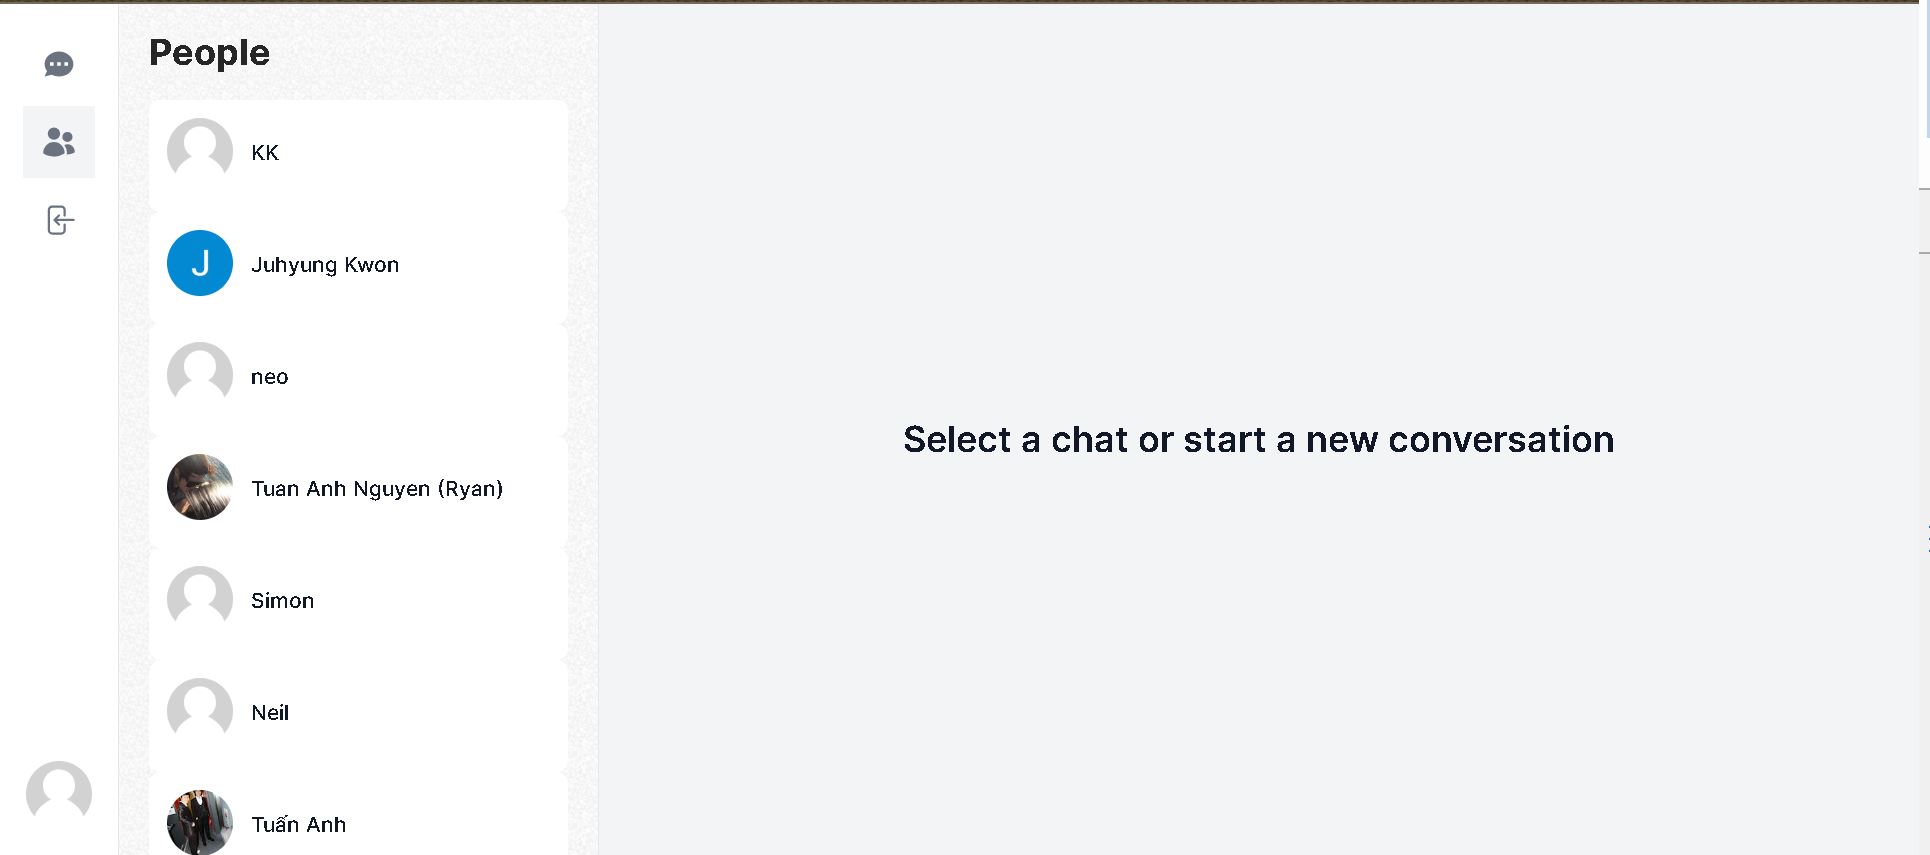 People
KK
J
Juhyung Kwon
neo
Tuan Anh Nguyen (Ryan)
Simon
Neil
Tuấn Anh
Select a chat or start a new conversation